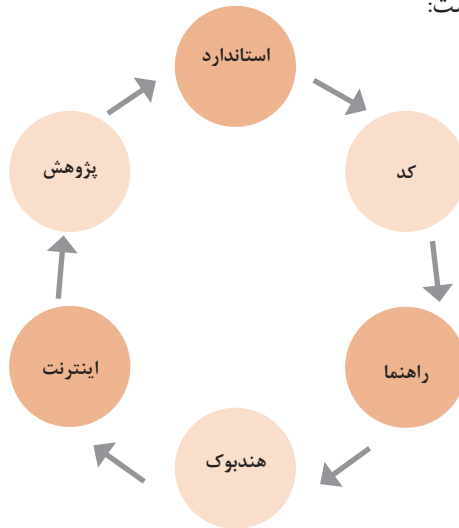 استاندارد
کد
راهنما
هندبوک
اینترنت
پژوهش